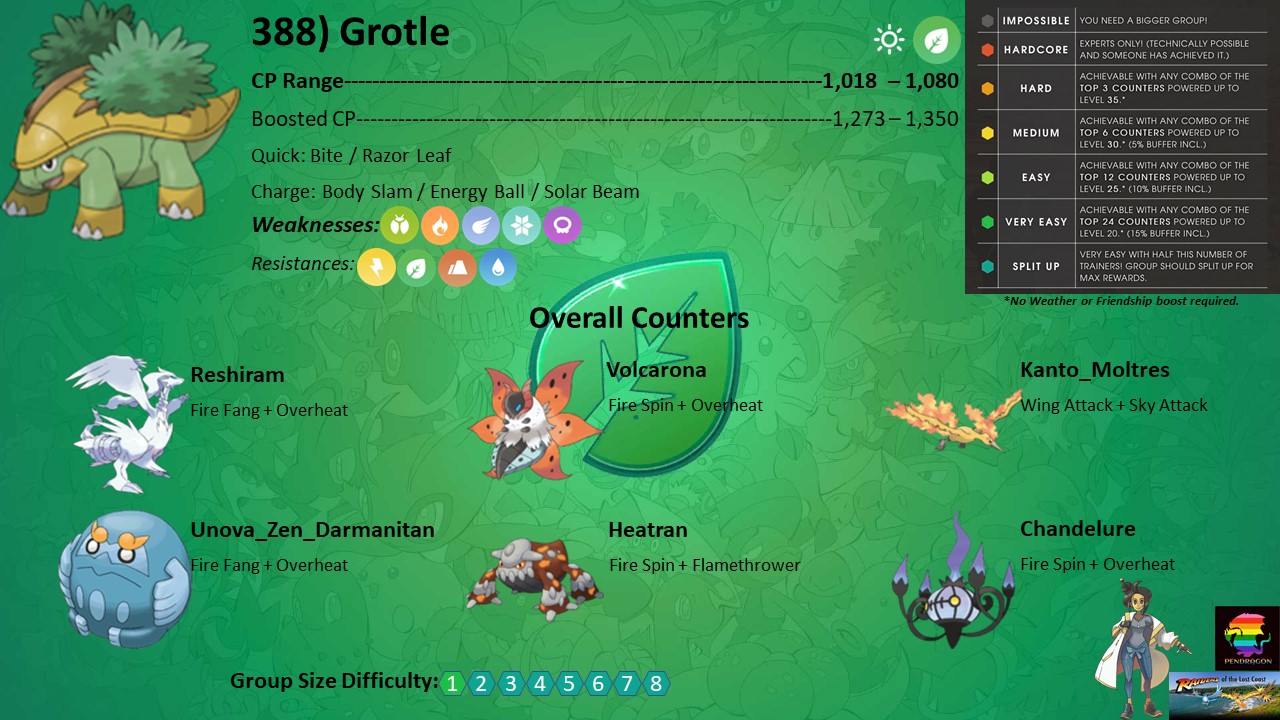 388) Grotle
CP Range-----------------------------------------------------------------------1,018 – 1,080
Boosted CP-----------------------------------------------------------------------1,273 – 1,350
Quick: Bite / Razor Leaf
Charge: Body Slam / Energy Ball / Solar Beam
Weaknesses:
Resistances:
IMPOSSIBLE YOU NEED A BIGGER GROUP!
HARDCORE EXPERTS ONLY! (TECHNICALLY POSSIBLE
AND SOMEONE HAS ACHIEVED IT.)
HARD ACHIEVABLE WITH ANY COMBO OF THE
TOP 3 COUNTERS POWERED UP TO
LEVEL 35.*
MEDIUM ACHIEVABLE WITH ANY COMBO OF THE
TOP 6 COUNTERS POWERED UP TO
LEVEL 30.* (5% BUFFER INCL.)
EASY ACHIEVABLE WITH ANY COMBO OF THE
TOP 12 COUNTERS POWERED UP TO
LEVEL 25.* (10% BUFFER INCL.)
VERY EASY ACHIEVABLE WITH ANY COMBO OF THE
TOP 24 COUNTERS POWERED UP TO
LEVEL 20.* (15% BUFFER INCL.)
SPLIT UP VERY EASY WITH HALF THIS NUMBER OF
TRAINERS! GROUP SHOULD SPLIT UP FOR
MAX REWARDS.
*No Weather or Friendship boost required.
Overall Counters
Reshiram
Fire Fang + Overheat
Volcarona
Fire Spin + Overheat
Kanto_Moltres
Wing Attack + Sky Attack
Unova_Zen_Darmanitan
Fire Fang + Overheat
Heatran
Fire Spin + Flamethrower
Chandelure
Fire Spin + Overheat
Group Size Difficulty: 1 2 3 4 5 6 7 8
PENDRAGON
RAIDERS of the Lost Coast